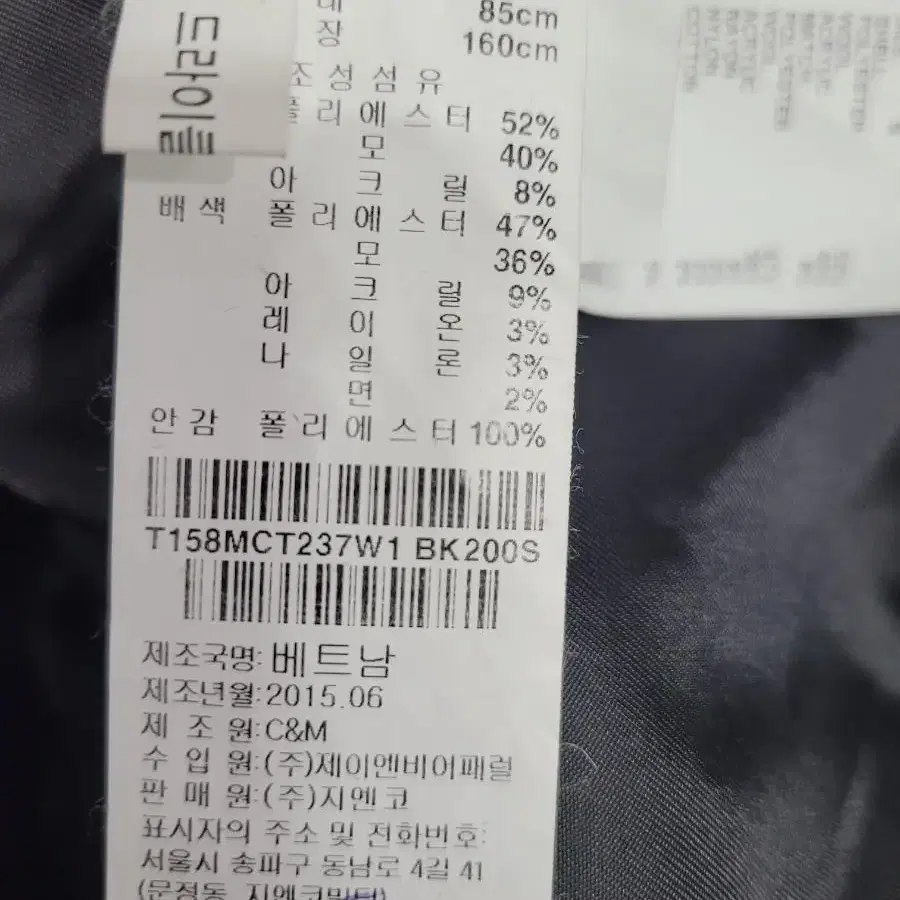 드라이클
85cm
장 160cm
조성섬유
폴리에스터 52%
모 40%
아크릴 8%
배색 폴리에스터 47%
모 36%
아크릴 9%
레이온 3%
나일론 3%
면 2%
안감 폴리에스터 100%
T158MCT237W1 BK200S
제조국명:베트남
제조년월:2015.06
제조원:C&M
수입원:(주)제이엔비어패럴
판매원:(주)지엔코
표시자의 주소 및 전화번호:
서울시 송파구 동남로 4길 41
(문정동 지엔코빌딩)